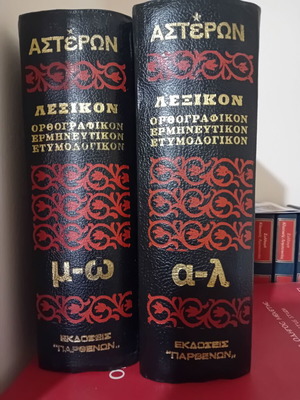 ΑΣΤΕΡΩΝ
ΛΕΞΙΚΟΝ
ΟΡΘΟΓΡΑΦΙΚΟΝ
ΕΡΜΗΝΕΥΤΙΚΟΝ
ΕΤΥΜΟΛΟΓΙΚΟΝ
μ-ω
ΕΚΔΟΣΕΙΣ
"ΠΑΡΘΕΝΩΝ"
ΑΣΤΕΡΩΝ
ΛΕΞΙΚΟΝ
ΟΡΘΟΓΡΑΦΙΚΟΝ
ΕΡΜΗΝΕΥΤΙΚΟΝ
ΕΤΥΜΟΛΟΓΙΚΟΝ
α-λ
ΕΚΔΟΣΕΙΣ
"ΠΑΡΘΕΝΩΝ"